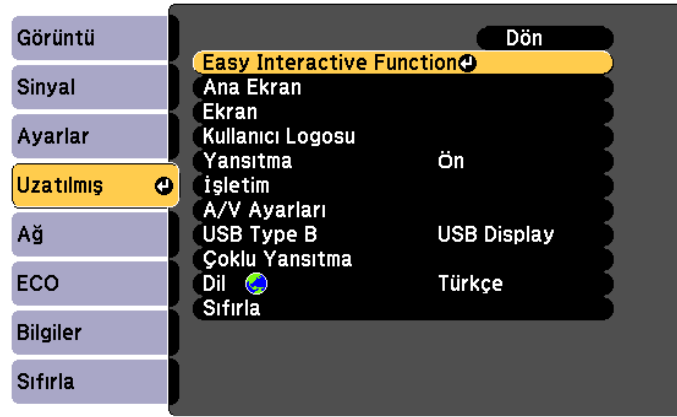 Görüntü
Sinyal
Ayarlar
Uzatılmış
Ağ
ECO
Bilgiler
Sıfırla
Dön
Easy Interactive Function
Ana Ekran
Ekran
Kullanıcı Logosu
Yansıtma Ön
İşletim
A/V Ayarları
USB Type B USB Display
Çoklu Yansıtma
Dil Türkçe
Sıfırla